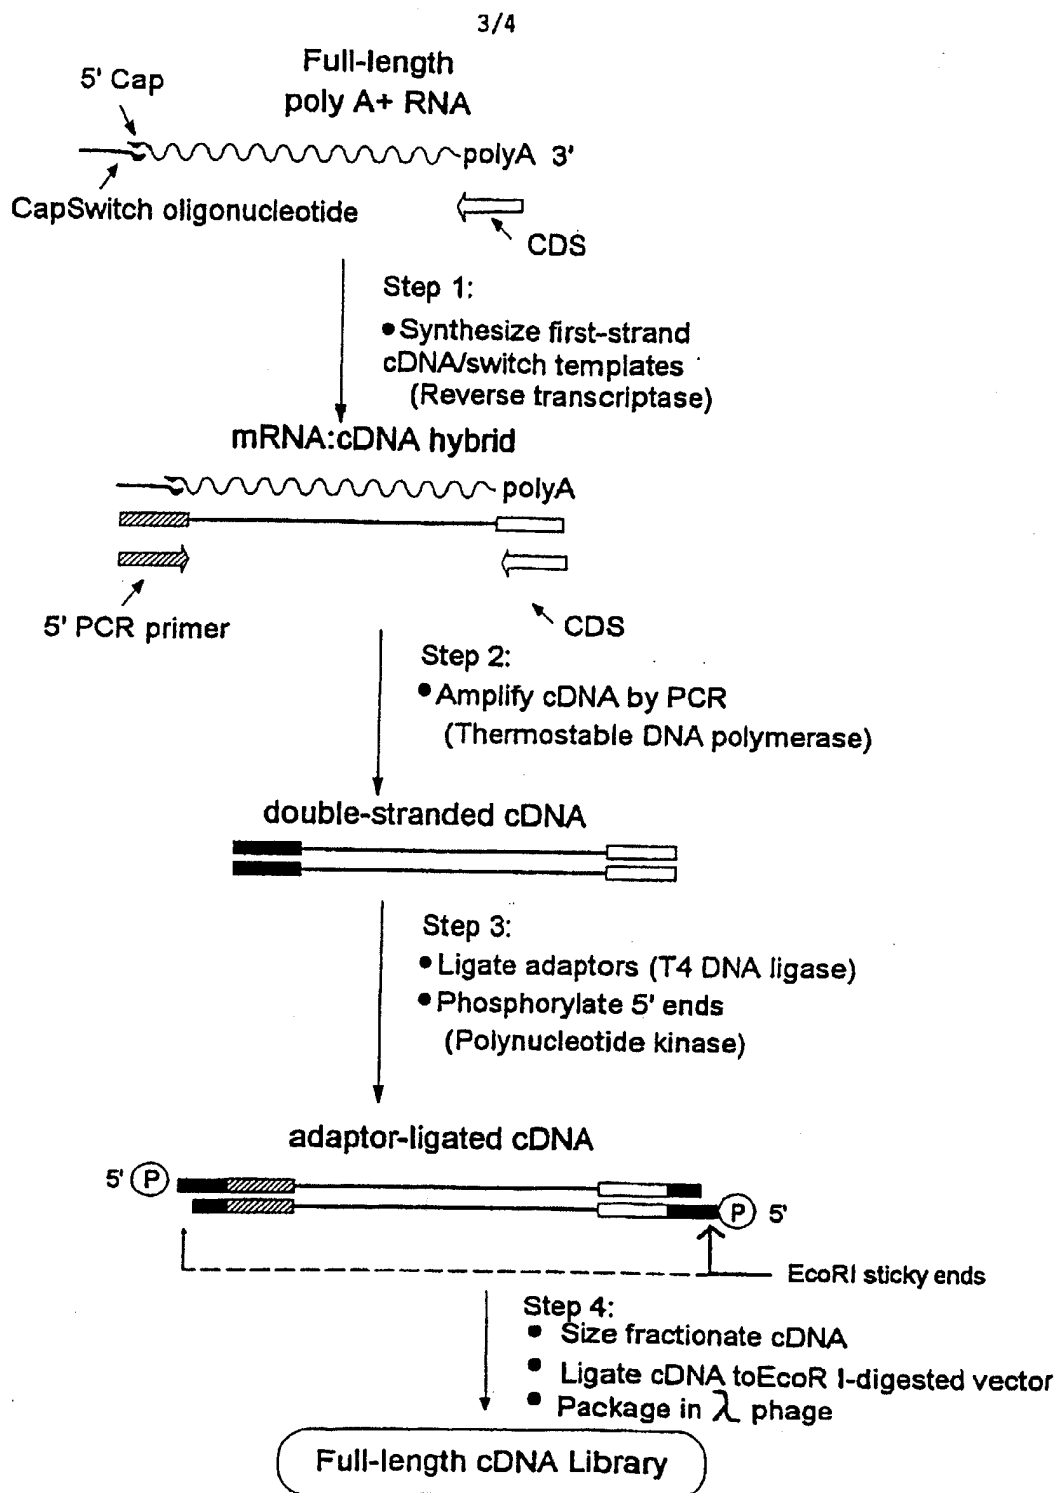 3/4
Full-length
poly A+ RNA
5' Cap
polyA 3'
CapSwitch oligonucleotide
CDS
Step 1:
•Synthesize first-strand
cDNA/switch templates
(Reverse transcriptase)
mRNA:cDNA hybrid
polyA
5' PCR primer
CDS
Step 2:
•Amplify cDNA by PCR
(Thermostable DNA polymerase)
double-stranded cDNA
Step 3:
•Ligate adaptors (T4 DNA ligase)
•Phosphorylate 5' ends
(Polynucleotide kinase)
adaptor-ligated cDNA
5' P
P 5'
EcoRI sticky ends
Step 4:
• Size fractionate cDNA
• Ligate cDNA toEcoR I-digested vector
• Package in λ phage
Full-length cDNA Library